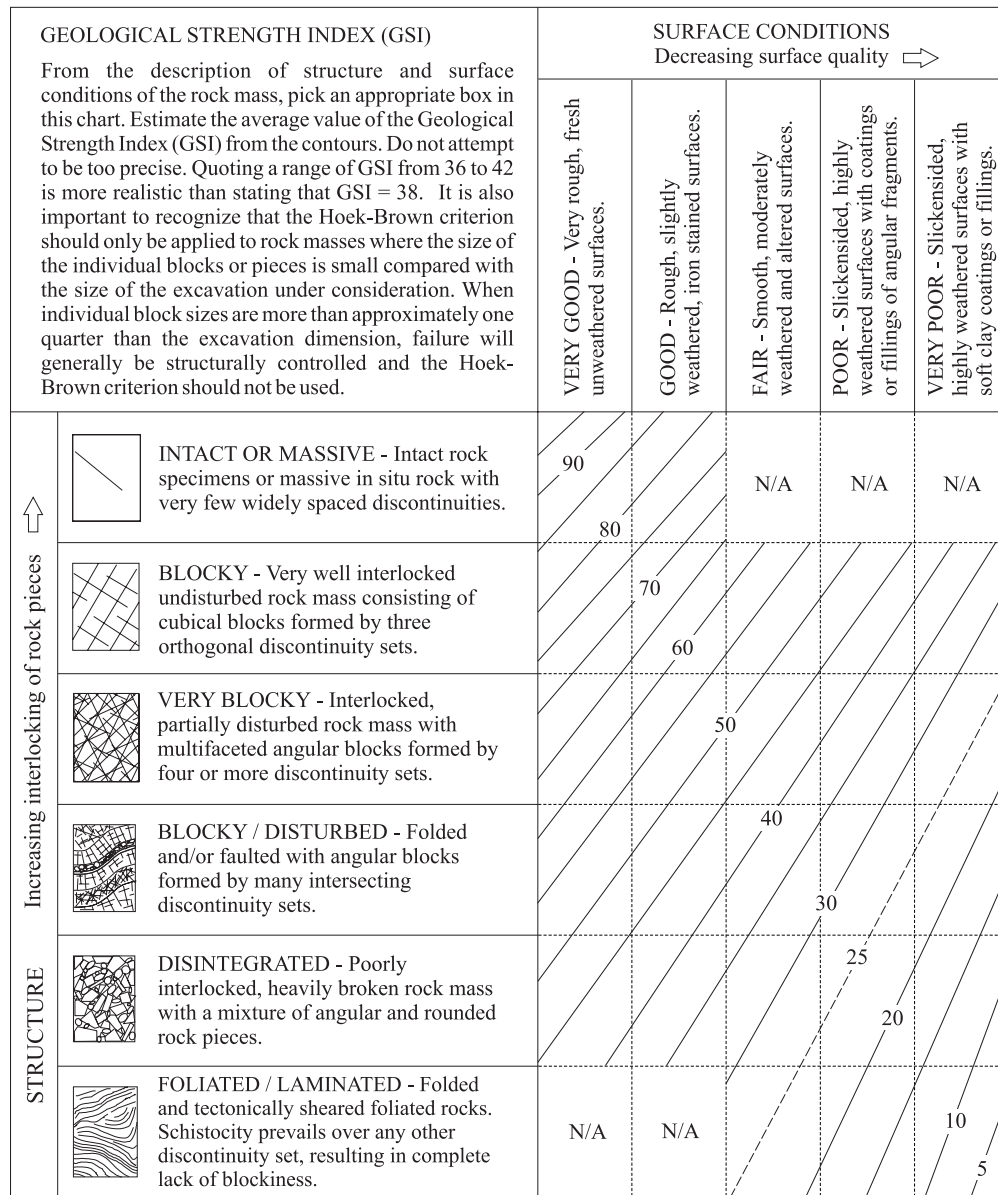 GEOLOGICAL STRENGTH INDEX (GSI)
From the description of structure and surface
conditions of the rock mass, pick an appropriate box in
this chart. Estimate the average value of the Geological
Strength Index (GSI) from the contours. Do not attempt
to be too precise. Quoting a range of GSI from 36 to 42
is more realistic than stating that GSI = 38. It is also
important to recognize that the Hoek-Brown criterion
should only be applied to rock masses where the size of
the individual blocks or pieces is small compared with
the size of the excavation under consideration. When
individual block sizes are more than approximately one
quarter than the excavation dimension, failure will
generally be structurally controlled and the Hoek-
Brown criterion should not be used.
SURFACE CONDITIONS
Decreasing surface quality
VERY GOOD - Very rough, fresh
unweathered surfaces.
GOOD - Rough, slightly
weathered, iron stained surfaces.
FAIR - Smooth, moderately
weathered and altered surfaces.
POOR - Slickensided, highly
weathered surfaces with coatings
or fillings of angular fragments.
VERY POOR - Slickensided,
highly weathered surfaces with
soft clay coatings or fillings.
STRUCTURE
Increasing interlocking of rock pieces
INTACT OR MASSIVE - Intact rock
specimens or massive in situ rock with
very few widely spaced discontinuities.
90
80
N/A
N/A
N/A
BLOCKY - Very well interlocked
undisturbed rock mass consisting of
cubical blocks formed by three
orthogonal discontinuity sets.
70
60
VERY BLOCKY - Interlocked,
partially disturbed rock mass with
multifaceted angular blocks formed by
four or more discontinuity sets.
50
BLOCKY / DISTURBED - Folded
and/or faulted with angular blocks
formed by many intersecting
discontinuity sets.
40
30
DISINTEGRATED - Poorly
interlocked, heavily broken rock mass
with a mixture of angular and rounded
rock pieces.
25
20
FOLIATED / LAMINATED - Folded
and tectonically sheared foliated rocks.
Schistocity prevails over any other
discontinuity set, resulting in complete
lack of blockiness.
N/A
N/A
10
5